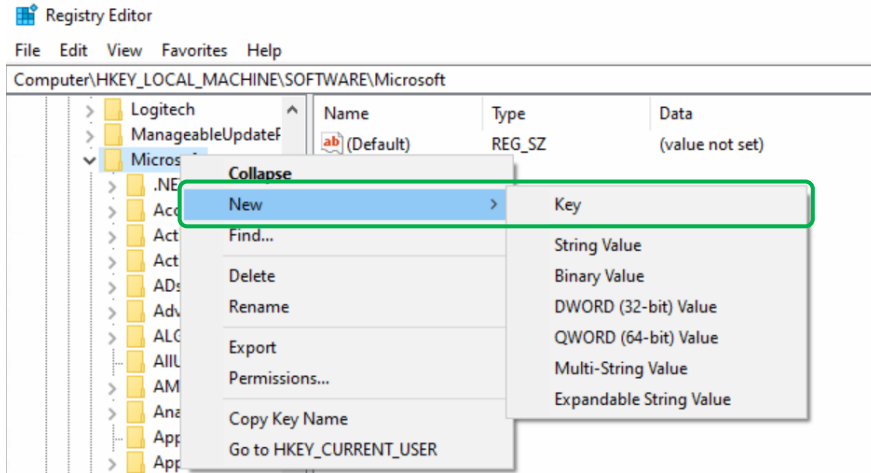 Registry Editor
File Edit View Favorites Help
Computer\HKEY_LOCAL_MACHINE\SOFTWARE\Microsoft
Logitech
Name Type Data
(Default) REG_SZ (value not set)
Collapse
New
Key
Find...
String Value
Delete
Binary Value
Rename
DWORD (32-bit) Value
QWORD (64-bit) Value
Export
Multi-String Value
Permissions...
Expandable String Value
Copy Key Name
Go to HKEY_CURRENT_USER